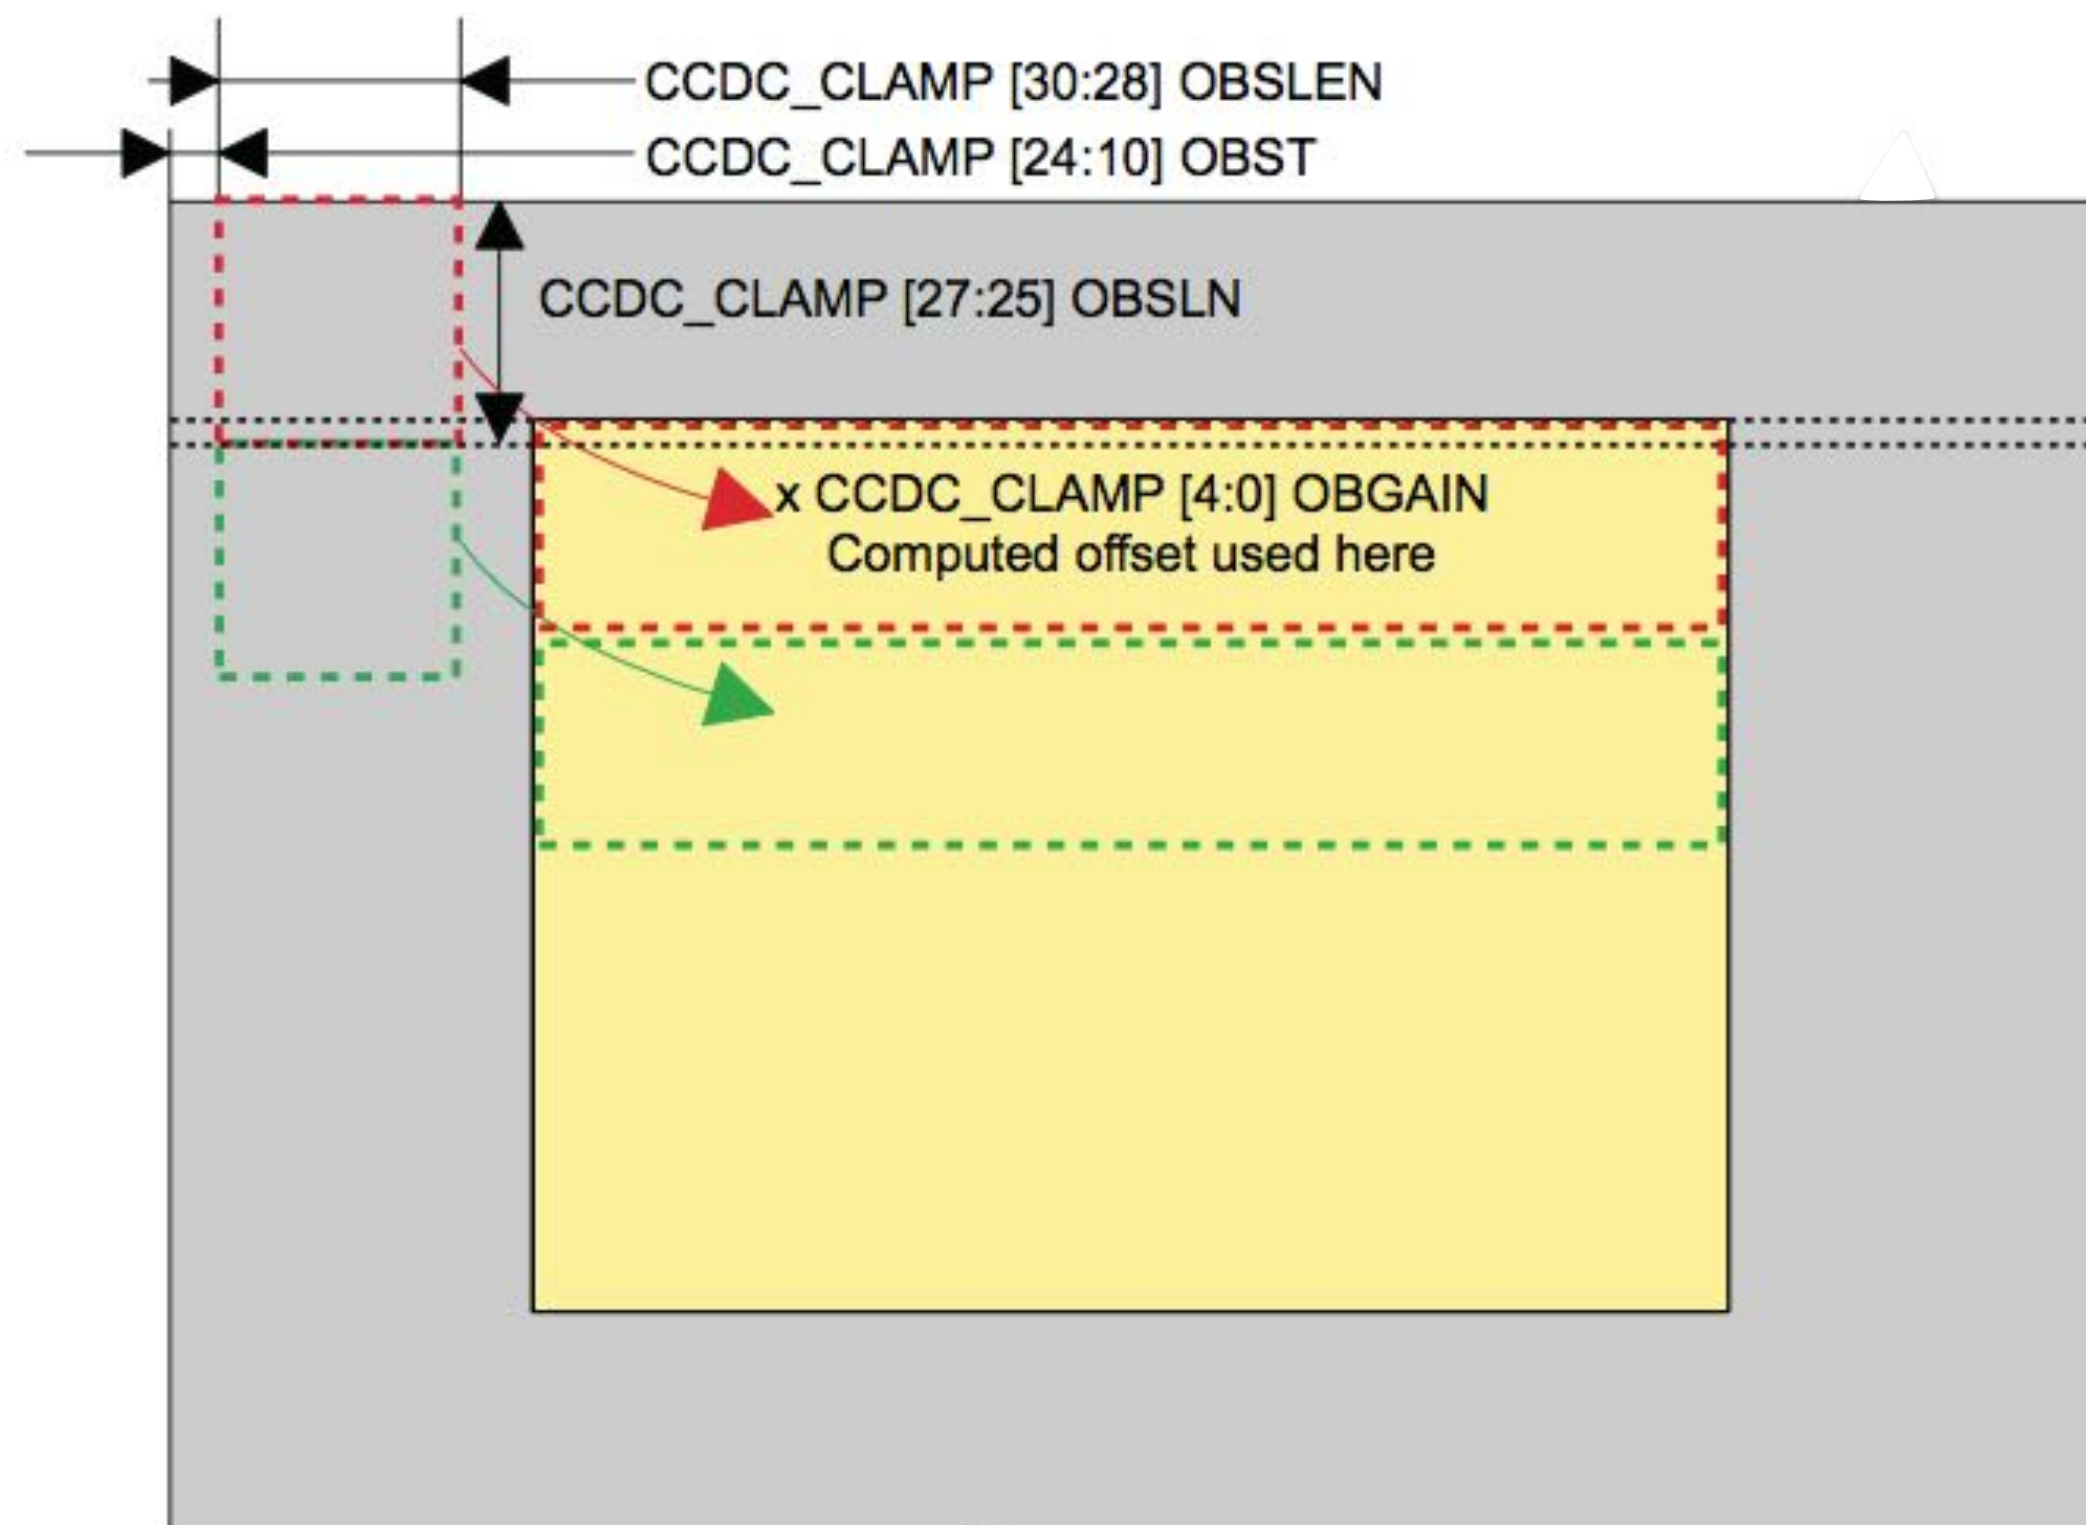 CCDC_CLAMP [30:28] OBSLEN
CCDC_CLAMP [24:10] OBST
CCDC_CLAMP [27:25] OBSLN
x CCDC_CLAMP [4:0] OBGAIN
Computed offset used here